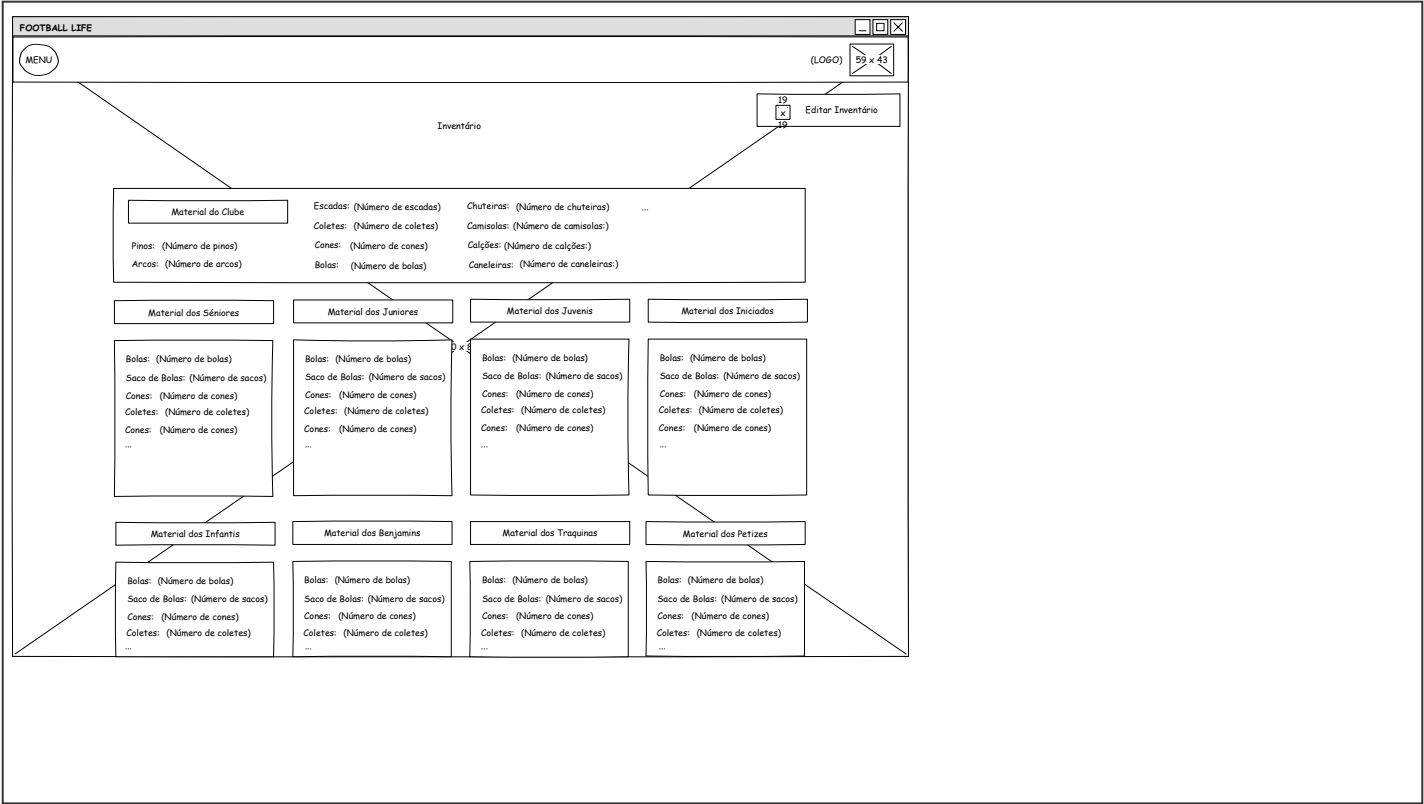 FOOTBALL LIFE
MENU
(LOGO) 59 x 43
19
x
19
Editar Inventário
Inventário
Material do Clube
Pinos: (Número de pinos)
Arcos: (Número de arcos)
Escadas: (Número de escadas)
Coletes: (Número de coletes)
Cones: (Número de cones)
Bolas: (Número de bolas)
Chuteiras: (Número de chuteiras)
Camisolas: (Número de camisolas:)
Calções: (Número de calções:)
Caneleiras: (Número de caneleiras:)
...
Material dos Séniores
Bolas: (Número de bolas)
Saco de Bolas: (Número de sacos)
Cones: (Número de cones)
Coletes: (Número de coletes)
Cones: (Número de cones)
...
Material dos Juniores
Bolas: (Número de bolas)
Saco de Bolas: (Número de sacos)
Cones: (Número de cones)
Coletes: (Número de coletes)
Cones: (Número de cones)
...
Material dos Juvenis
Bolas: (Número de bolas)
Saco de Bolas: (Número de sacos)
Cones: (Número de cones)
Coletes: (Número de coletes)
Cones: (Número de cones)
...
Material dos Iniciados
Bolas: (Número de bolas)
Saco de Bolas: (Número de sacos)
Cones: (Número de cones)
Coletes: (Número de coletes)
Cones: (Número de cones)
...
Material dos Infantis
Bolas: (Número de bolas)
Saco de Bolas: (Número de sacos)
Cones: (Número de cones)
Coletes: (Número de coletes)
...
Material dos Benjamins
Bolas: (Número de bolas)
Saco de Bolas: (Número de sacos)
Cones: (Número de cones)
Coletes: (Número de coletes)
...
Material dos Traquinas
Bolas: (Número de bolas)
Saco de Bolas: (Número de sacos)
Cones: (Número de cones)
Coletes: (Número de coletes)
...
Material dos Petizes
Bolas: (Número de bolas)
Saco de Bolas: (Número de sacos)
Cones: (Número de cones)
Coletes: (Número de coletes)
...